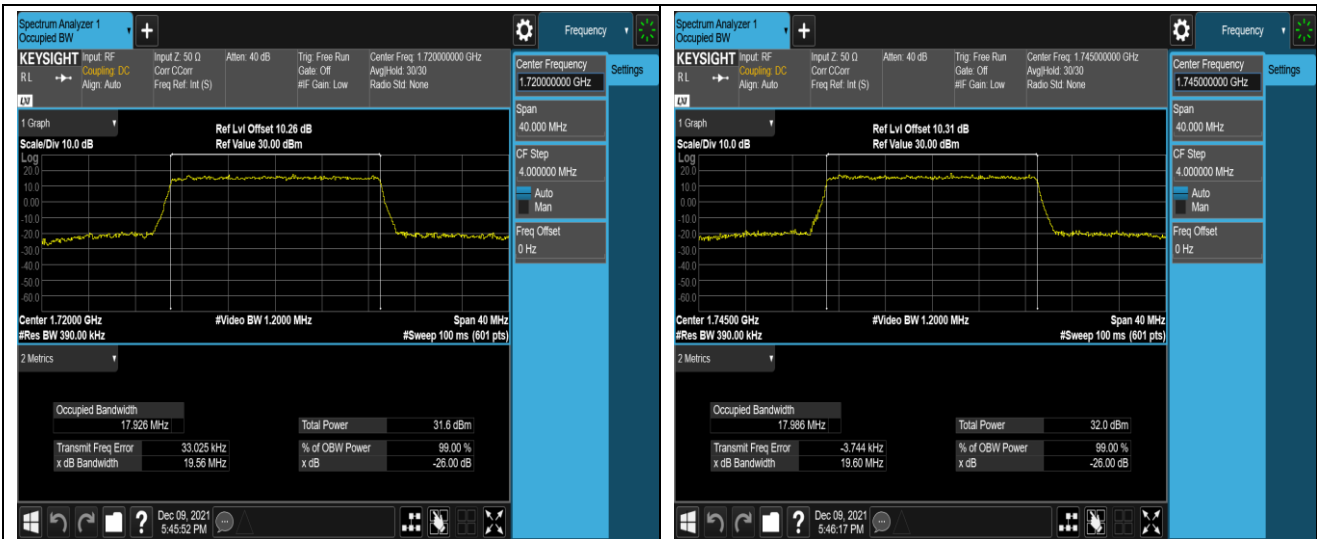 Spectrum Analyzer 1
Occupied BW
+
Frequency
KEYSIGHT Input: RF Input Z: 50 Ω Atten: 40 dB Trig: Free Run Center Freq: 1.720000000 GHz
RL Coupling: DC Corr CCorr Gate: Off Avg|Hold: 30/30
Align: Auto Freq Ref: Int (S) #IF Gain: Low Radio Std: None
LXI
Center Frequency
1.720000000 GHz
Settings
Span
40.000 MHz
CF Step
4.000000 MHz
Auto
Man
Freq Offset
0 Hz
1 Graph
Ref Lvl Offset 10.26 dB
Scale/Div 10.0 dB Ref Value 30.00 dBm
Log
20.0
10.0
0.00
-10.0
-20.0
-30.0
-40.0
-50.0
-60.0
Center 1.72000 GHz #Video BW 1.2000 MHz Span 40 MHz
#Res BW 390.00 kHz #Sweep 100 ms (601 pts)
2 Metrics
Occupied Bandwidth
17.926 MHz Total Power 31.6 dBm
Transmit Freq Error 33.025 kHz % of OBW Power 99.00 %
x dB Bandwidth 19.56 MHz x dB -26.00 dB
?
Dec 09, 2021
5:45:52 PM
Spectrum Analyzer 1
Occupied BW
+
Frequency
KEYSIGHT Input: RF Input Z: 50 Ω Atten: 40 dB Trig: Free Run Center Freq: 1.745000000 GHz
RL Coupling: DC Corr CCorr Gate: Off Avg|Hold: 30/30
Align: Auto Freq Ref: Int (S) #IF Gain: Low Radio Std: None
LXI
Center Frequency
1.745000000 GHz
Settings
Span
40.000 MHz
CF Step
4.000000 MHz
Auto
Man
Freq Offset
0 Hz
1 Graph
Ref Lvl Offset 10.31 dB
Scale/Div 10.0 dB Ref Value 30.00 dBm
Log
20.0
10.0
0.00
-10.0
-20.0
-30.0
-40.0
-50.0
-60.0
Center 1.74500 GHz #Video BW 1.2000 MHz Span 40 MHz
#Res BW 390.00 kHz #Sweep 100 ms (601 pts)
2 Metrics
Occupied Bandwidth
17.986 MHz Total Power 32.0 dBm
Transmit Freq Error -3.744 kHz % of OBW Power 99.00 %
x dB Bandwidth 19.60 MHz x dB -26.00 dB
?
Dec 09, 2021
5:46:17 PM